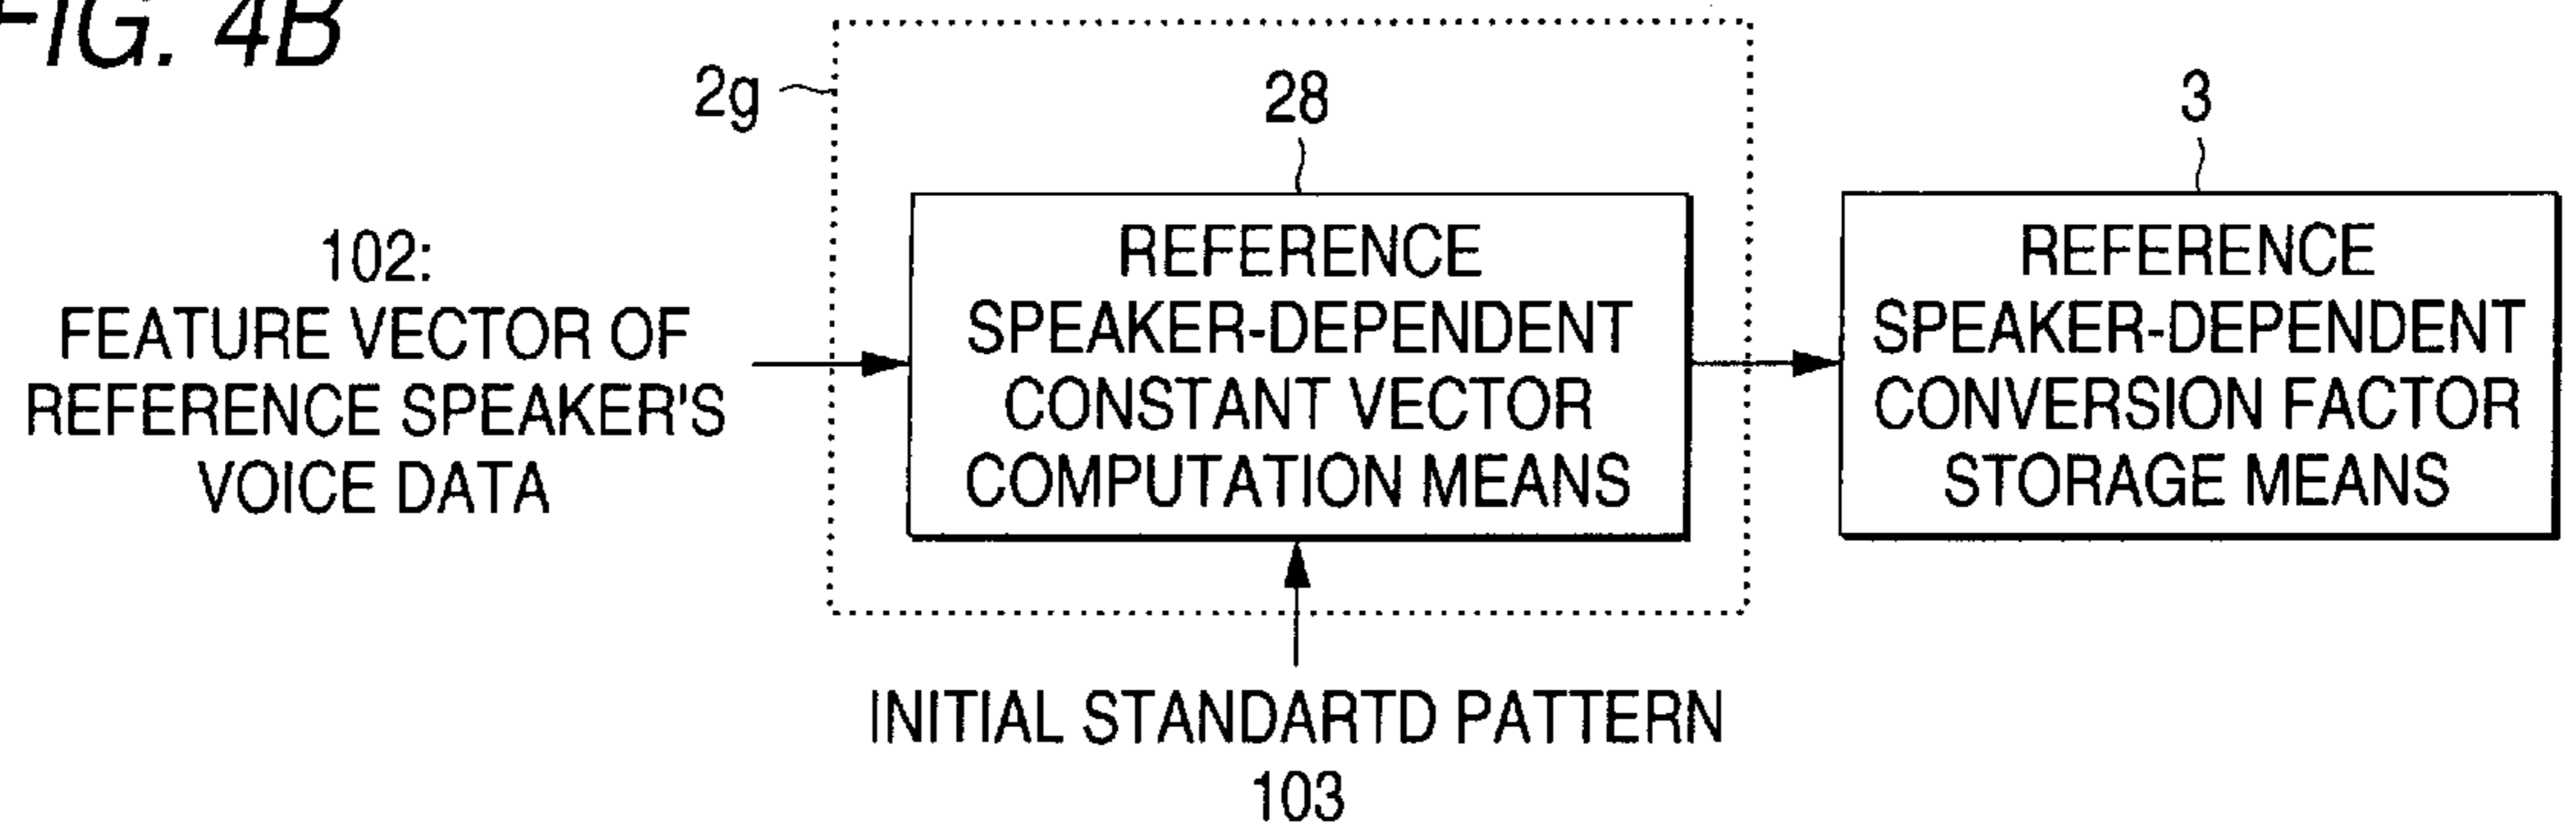 FIG. 4B
2g
28
3
102:
FEATURE VECTOR OF
REFERENCE SPEAKER'S
VOICE DATA
REFERENCE
SPEAKER-DEPENDENT
CONSTANT VECTOR
COMPUTATION MEANS
REFERENCE
SPEAKER-DEPENDENT
CONVERSION FACTOR
STORAGE MEANS
INITIAL STANDARTD PATTERN
103